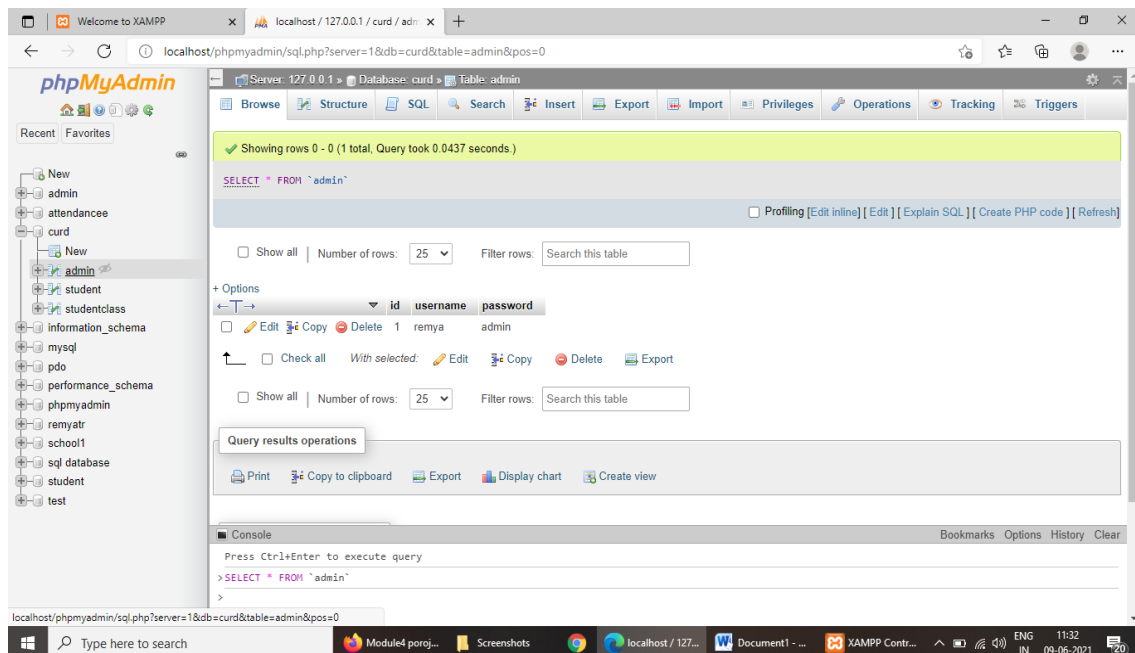 Welcome to XAMPP
localhost / 127.0.0.1 / curd / adm
localhost/phpmyadmin/sql.php?server=1&db=curd&table=admin&pos=0
phpMyAdmin
Recent Favorites
New
admin
attendancee
curd
New
admin
student
studentclass
information_schema
mysql
pdo
performance_schema
phpmyadmin
remyatr
school1
sql database
student
test
Server: 127.0.0.1 » Database: curd » Table: admin
Browse Structure SQL Search Insert Export Import Privileges Operations Tracking Triggers
Showing rows 0 - 0 (1 total, Query took 0.0437 seconds.)
SELECT * FROM `admin`
Profiling [Edit inline] [ Edit ] [ Explain SQL ] [ Create PHP code ] [ Refresh]
Show all | Number of rows: 25 Filter rows: Search this table
+ Options
←T→ id username password
Edit Copy Delete 1 remya admin
Check all With selected: Edit Copy Delete Export
Show all | Number of rows: 25 Filter rows: Search this table
Query results operations
Print Copy to clipboard Export Display chart Create view
Console Bookmarks Options History Clear
Press Ctrl+Enter to execute query
>SELECT * FROM `admin`
>
localhost/phpmyadmin/sql.php?server=1&db=curd&table=admin&pos=0
Type here to search Module4 poroj... Screenshots localhost / 127... Document1 - ... XAMPP Contr... ENG 11:32
IN 09-06-2021 20